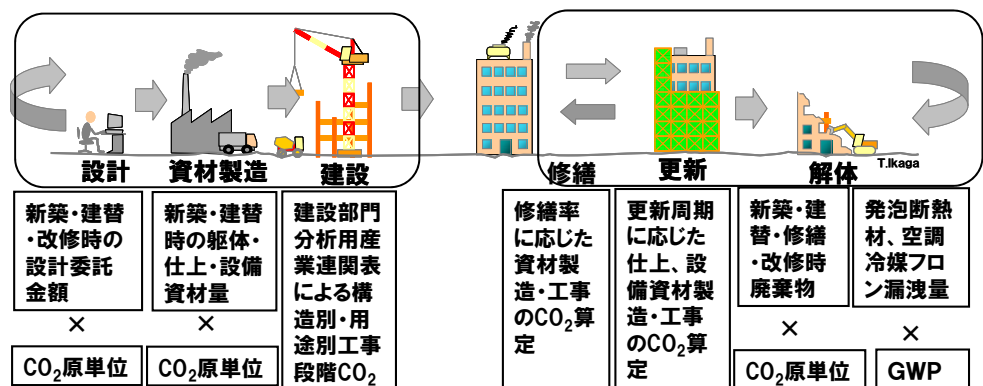 設計
資材製造
建設
修繕
更新
解体
T.Ikaga
新築・建替
・改修時の
設計委託
金額
×
CO₂原単位
新築・建替
時の躯体・
仕上・設備
資材量
×
CO₂原単位
建設部門
分析用産
業連関表
による構
造別・用
途別工事
段階CO₂
修繕率
に応じた
資材製
造・工事
のCO₂算
定
更新周期
に応じた
仕上、設
備資材製
造・工事
のCO₂算
定
新築・建
替・修繕
・改修時
廃棄物
×
CO₂原単位
発泡断熱
材、空調
冷媒フロ
ン漏洩量
×
GWP